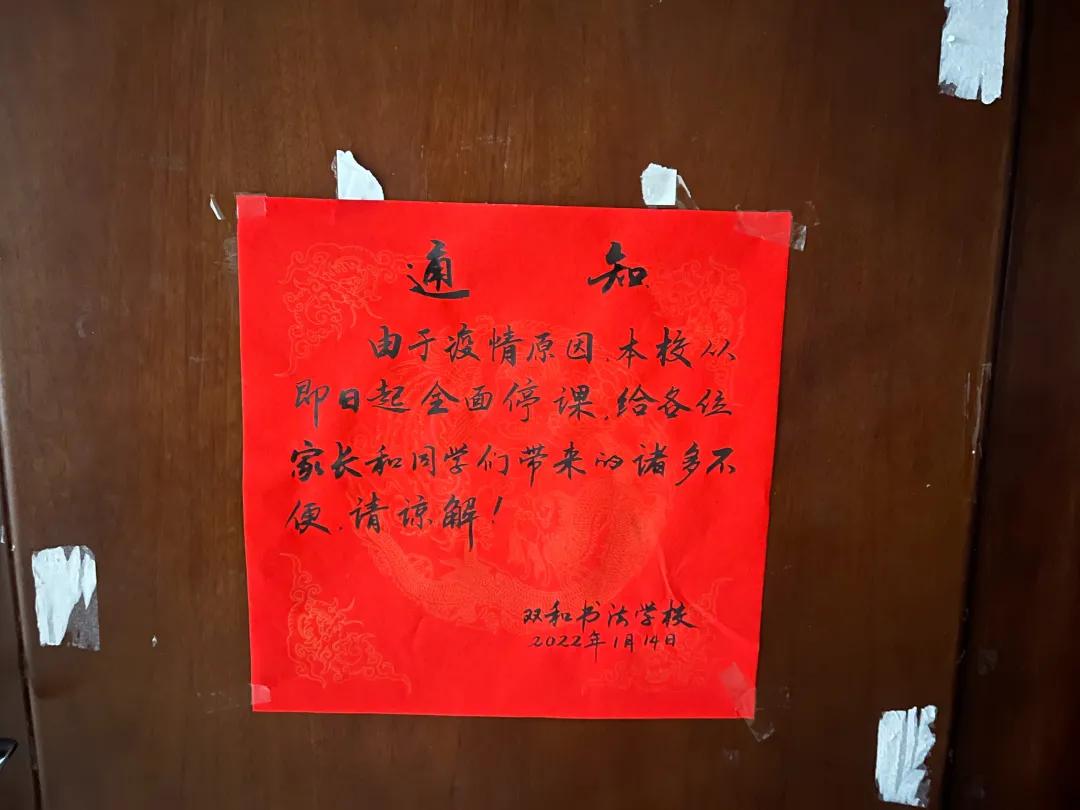 通 知
由于疫情原因,本校从
即日起全面停课,给各位
家长和同学们带来的诸多不
便,请谅解!
双和书法学校
2022年1月14日